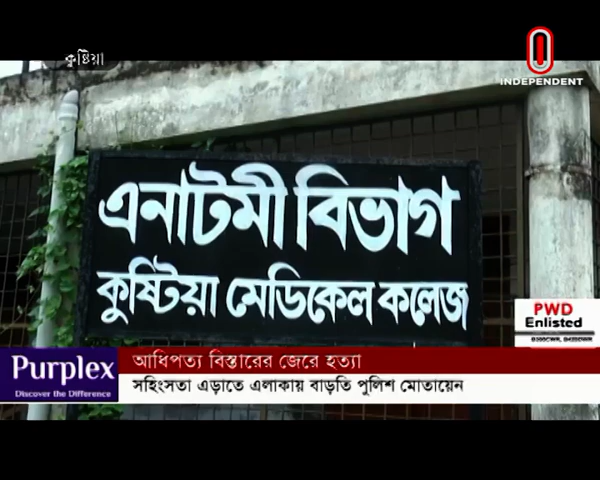 কুষ্টিয়া
INDEPENDENT
এনাটমী বিভাগ
কুষ্টিয়া মেডিকেল কলেজ
PWD
Enlisted
Purplex
Discover the Difference
আধিপত্য বিস্তারের জেরে হত্যা
সহিংসতা এড়াতে এলাকায় বাড়তি পুলিশ মোতায়েন